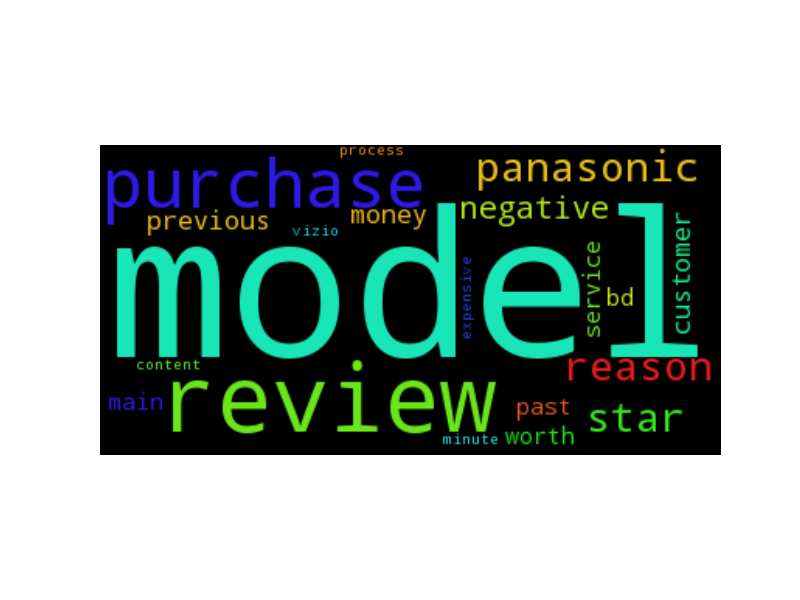 process
purchase
panasonic
previous
vizio
money
negative
model
expensive
service
bd
customer
content
reason
main
review
past
star
minute
worth